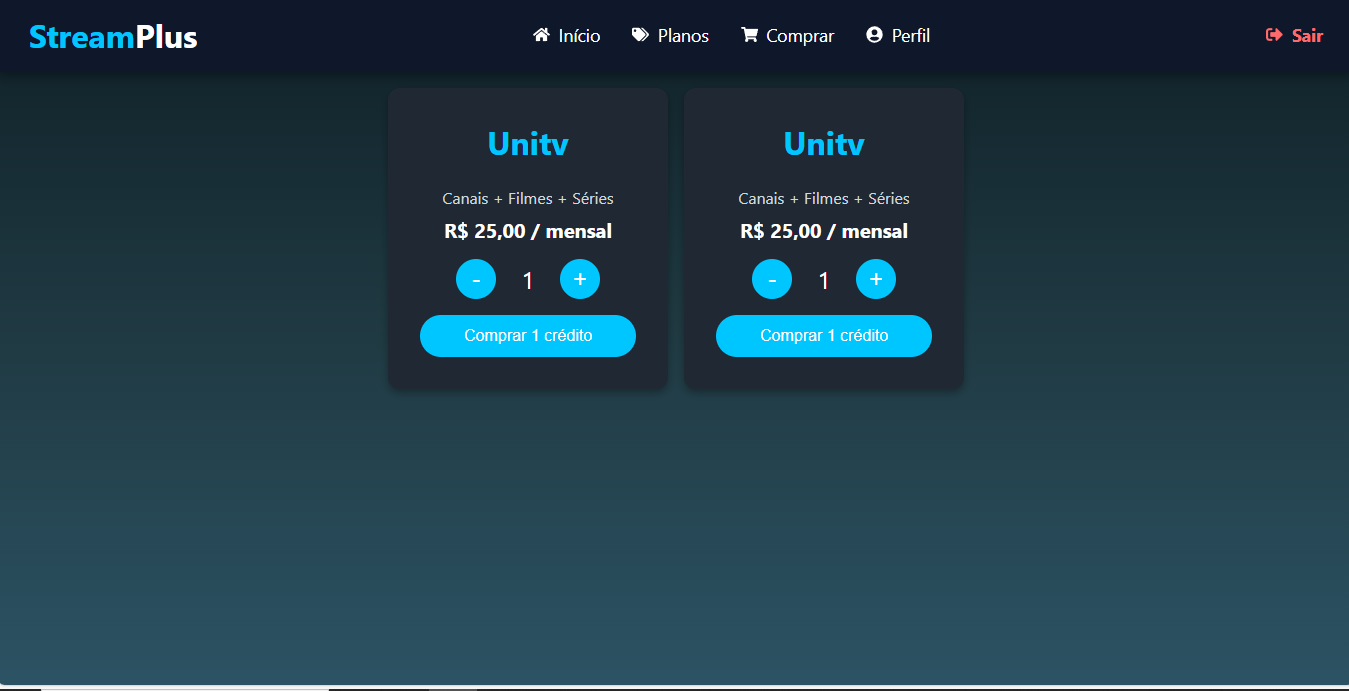 StreamPlus Início Planos Comprar Perfil Sair
Unitv Unitv
Canais + Filmes + Séries Canais + Filmes + Séries
R$ 25,00 / mensal R$ 25,00 / mensal
- 1 + - 1 +
Comprar 1 crédito Comprar 1 crédito